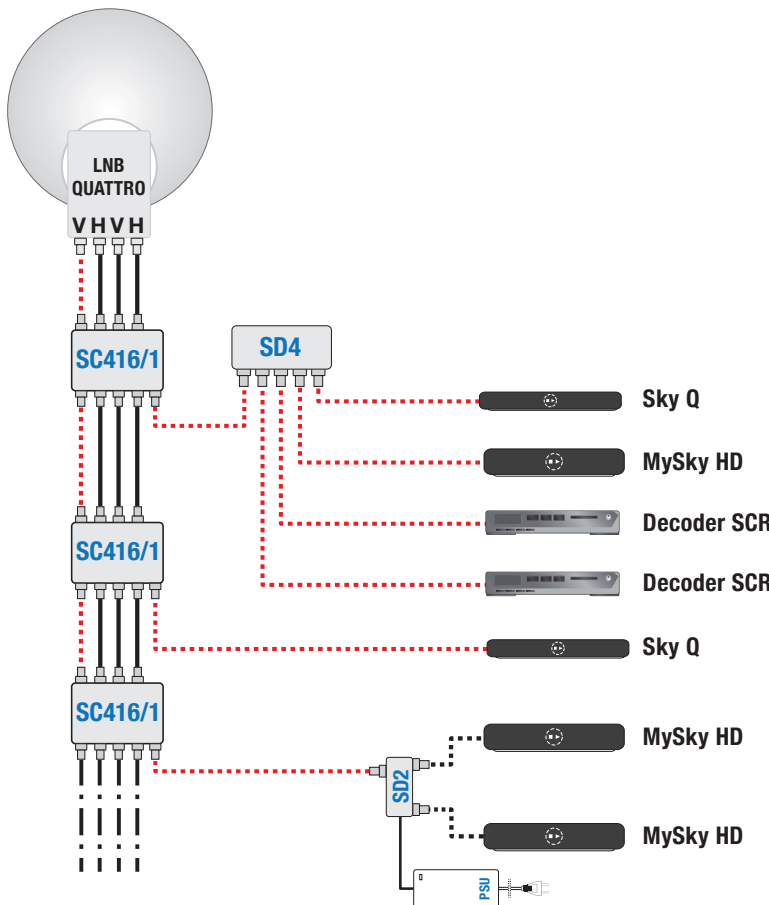 LNB
QUATTRO
V H V H
SC416/1
SD4
Sky Q
MySky HD
Decoder SCR
SC416/1
Decoder SCR
Sky Q
SC416/1
MySky HD
SD2
MySky HD
PSU